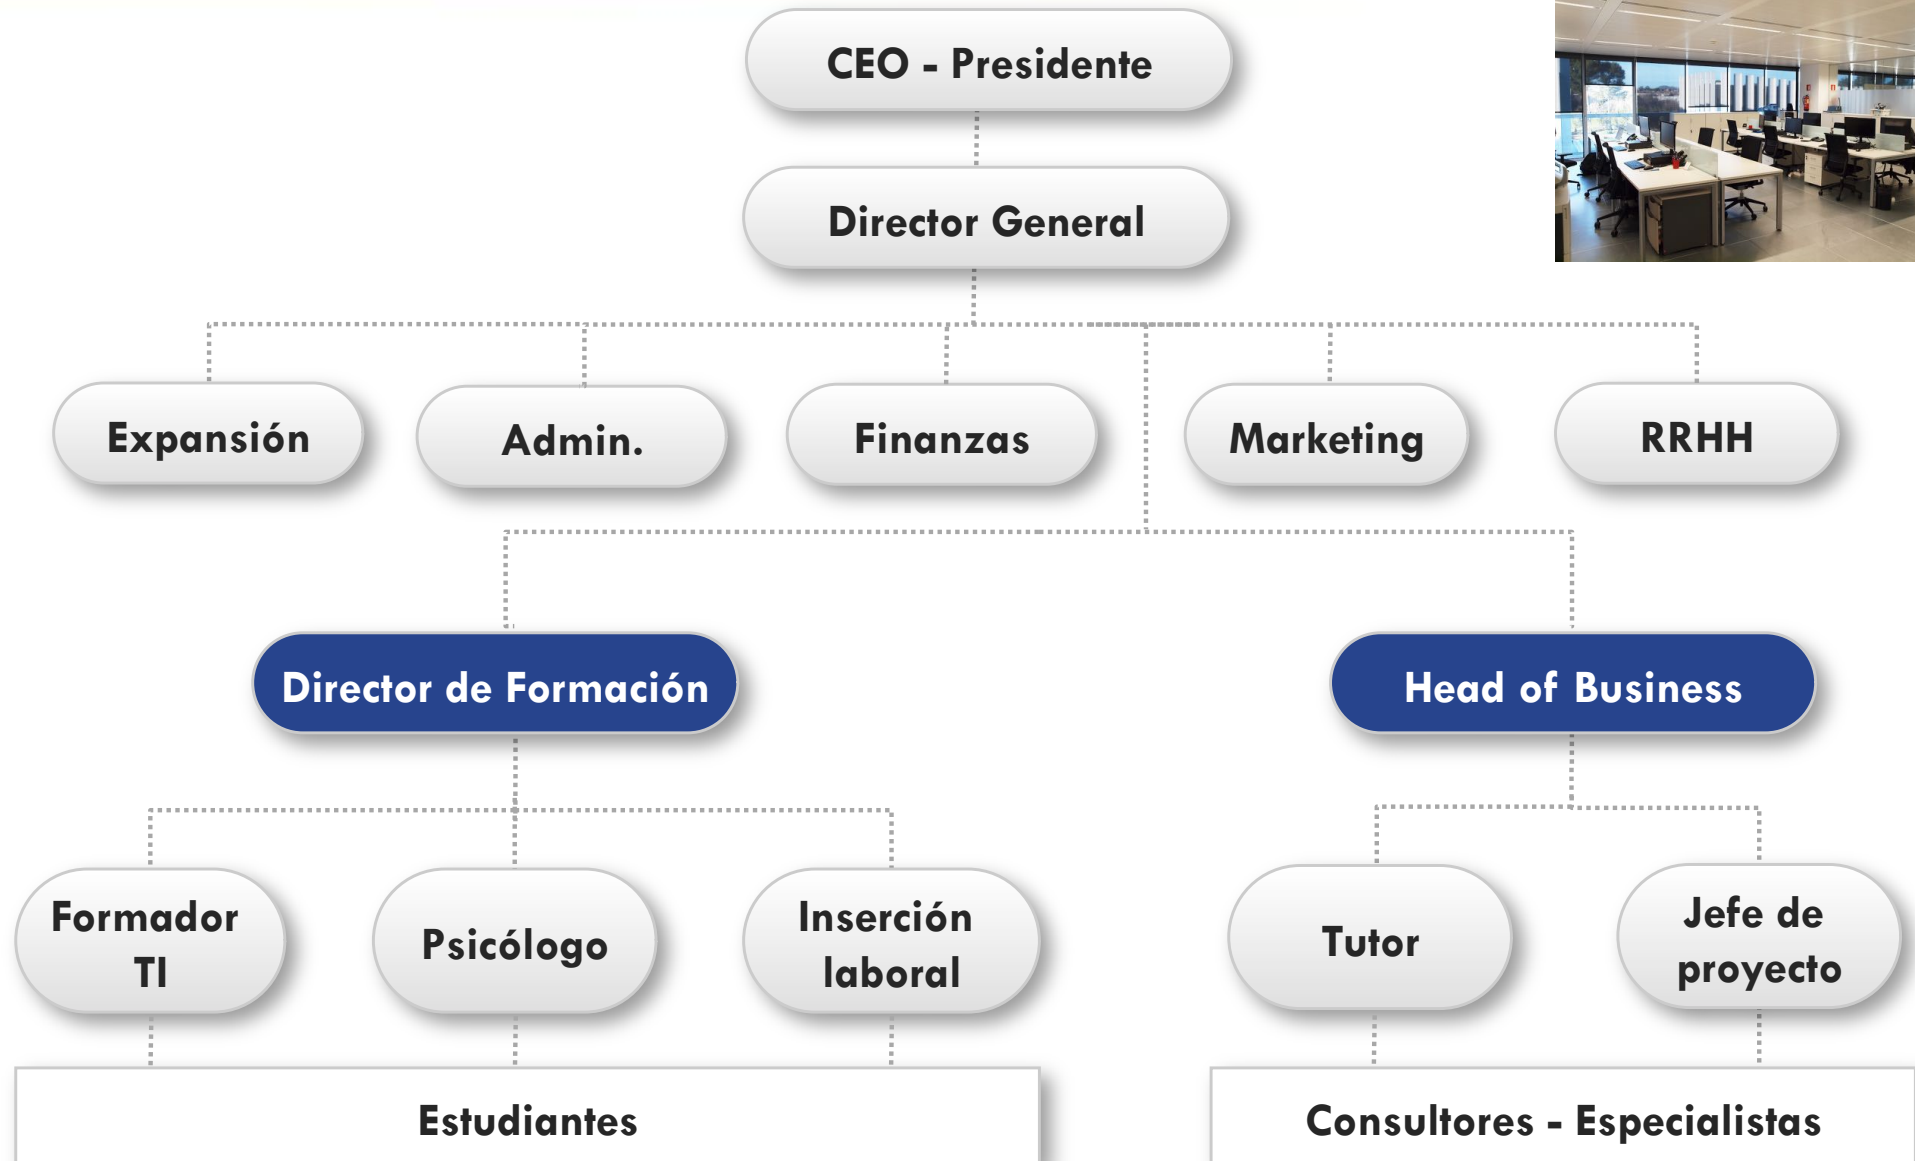 CEO - Presidente
Director General
Expansión
Admin.
Finanzas
Marketing
RRHH
Director de Formación
Head of Business
Formador
TI
Psicólogo
Inserción
laboral
Tutor
Jefe de
proyecto
Estudiantes
Consultores - Especialistas